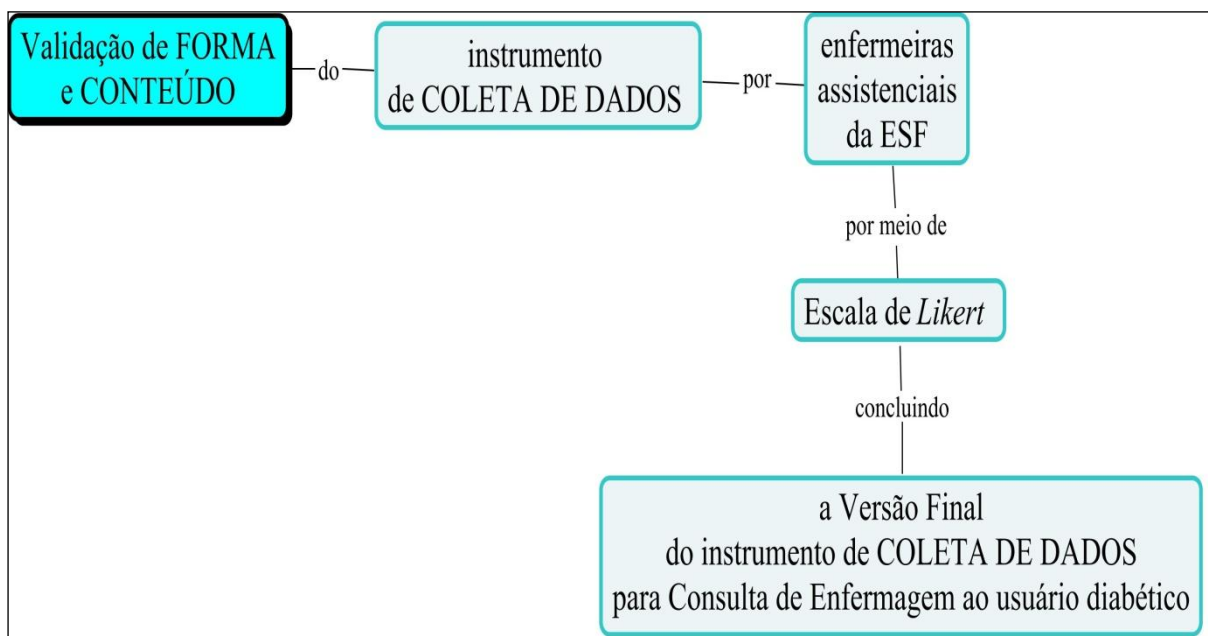 Validação de FORMA
e CONTEÚDO
do
instrumento
de COLETA DE DADOS
por
enfermeiras
assistenciais
da ESF
por meio de
Escala de Likert
concluindo
a Versão Final
do instrumento de COLETA DE DADOS
para Consulta de Enfermagem ao usuário diabético